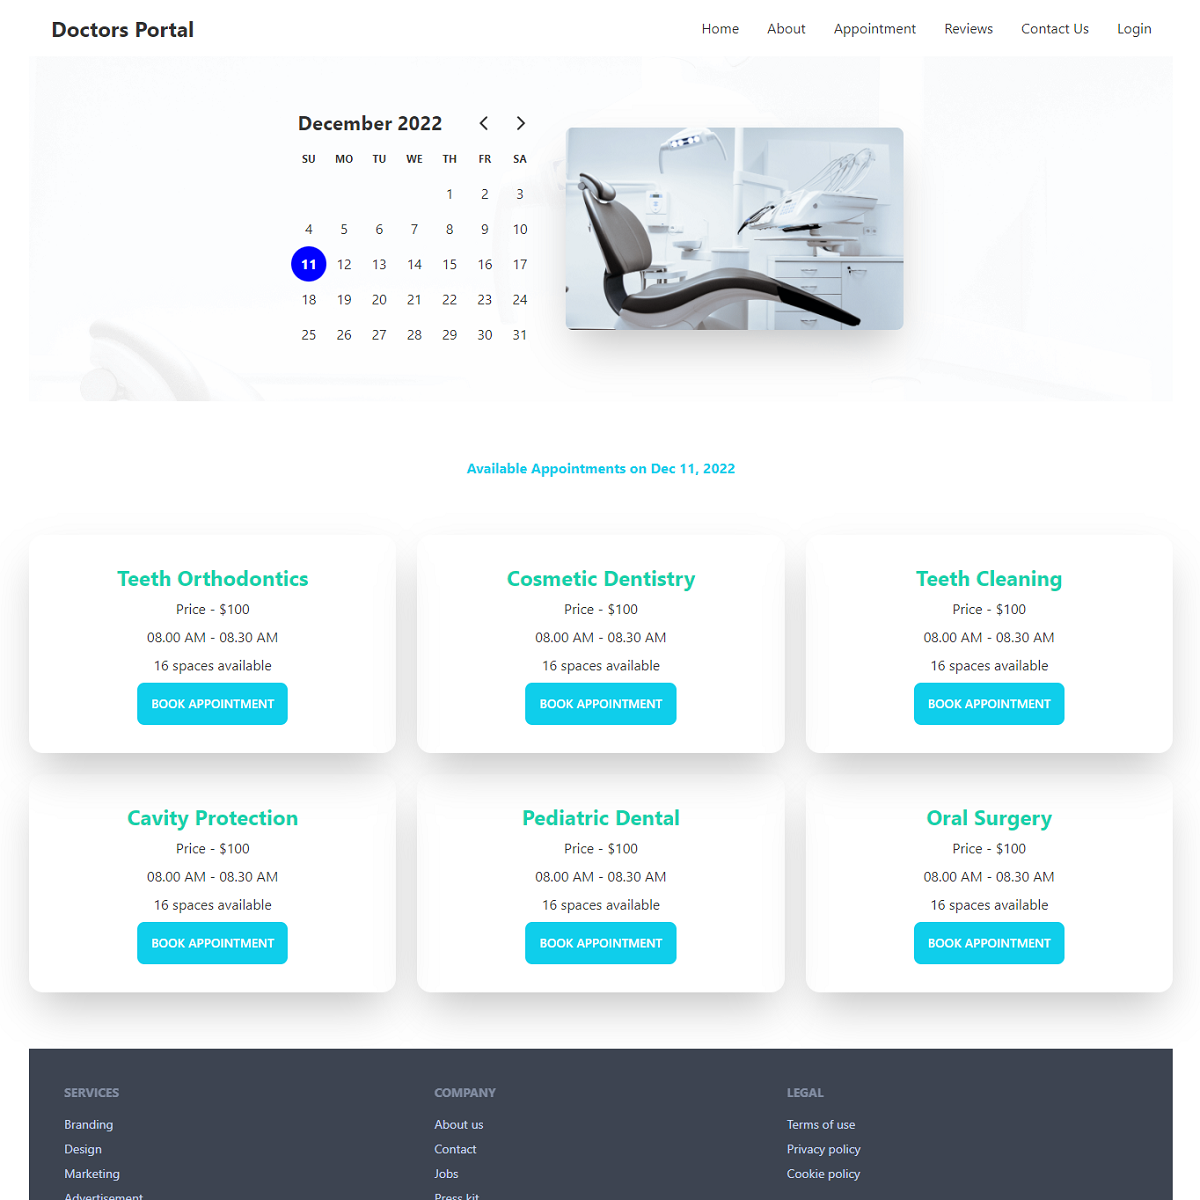 Doctors Portal
Home About Appointment Reviews Contact Us Login
December 2022
SU MO TU WE TH FR SA
1 2 3
4 5 6 7 8 9 10
11 12 13 14 15 16 17
18 19 20 21 22 23 24
25 26 27 28 29 30 31
Available Appointments on Dec 11, 2022
Teeth Orthodontics
Price - $100
08.00 AM - 08.30 AM
16 spaces available
BOOK APPOINTMENT
Cosmetic Dentistry
Price - $100
08.00 AM - 08.30 AM
16 spaces available
BOOK APPOINTMENT
Teeth Cleaning
Price - $100
08.00 AM - 08.30 AM
16 spaces available
BOOK APPOINTMENT
Cavity Protection
Price - $100
08.00 AM - 08.30 AM
16 spaces available
BOOK APPOINTMENT
Pediatric Dental
Price - $100
08.00 AM - 08.30 AM
16 spaces available
BOOK APPOINTMENT
Oral Surgery
Price - $100
08.00 AM - 08.30 AM
16 spaces available
BOOK APPOINTMENT
SERVICES
Branding
Design
Marketing
Advertisement
COMPANY
About us
Contact
Jobs
Press kit
LEGAL
Terms of use
Privacy policy
Cookie policy